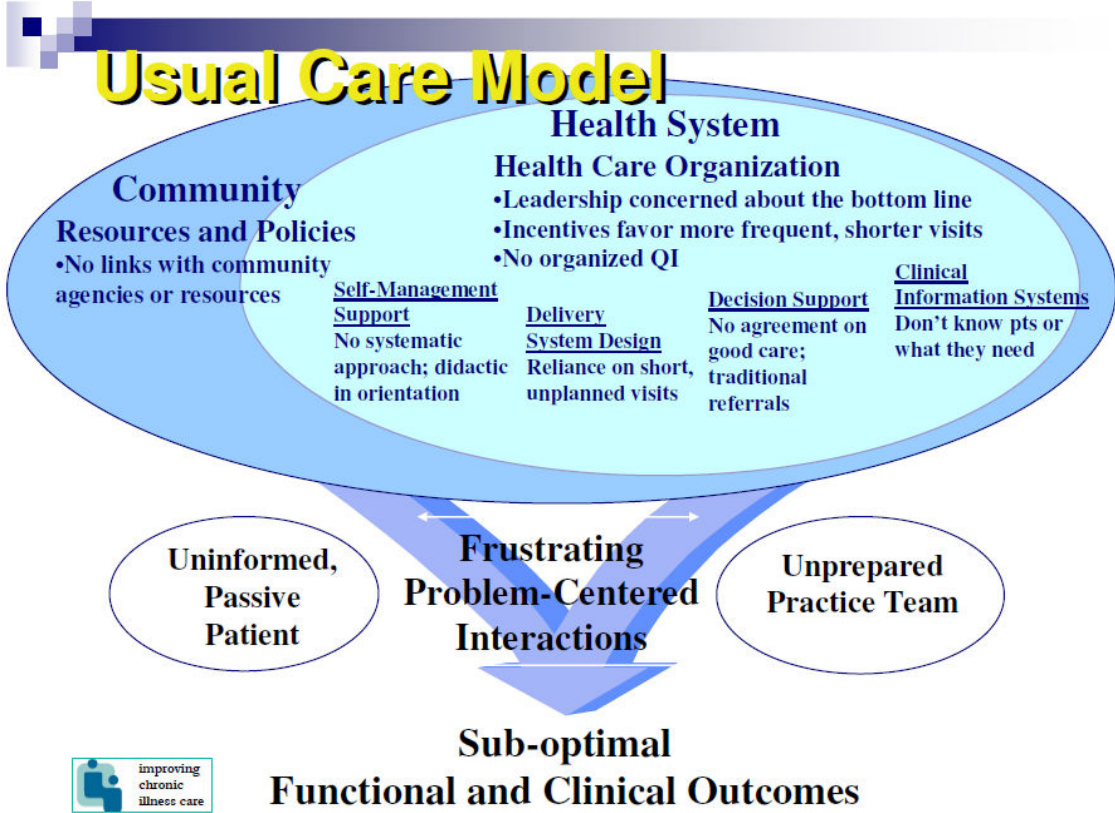 Usual Care Model
Health System
Health Care Organization
•Leadership concerned about the bottom line
•Incentives favor more frequent, shorter visits
•No organized QI
Community
Resources and Policies
•No links with community
agencies or resources
Self-Management
Support
No systematic
approach; didactic
in orientation
Delivery
System Design
Reliance on short,
unplanned visits
Decision Support
No agreement on
good care;
traditional
referrals
Clinical
Information Systems
Don't know pts or
what they need
Uninformed,
Passive
Patient
Frustrating
Problem-Centered
Interactions
Unprepared
Practice Team
Sub-optimal
Functional and Clinical Outcomes
improving
chronic
illness care